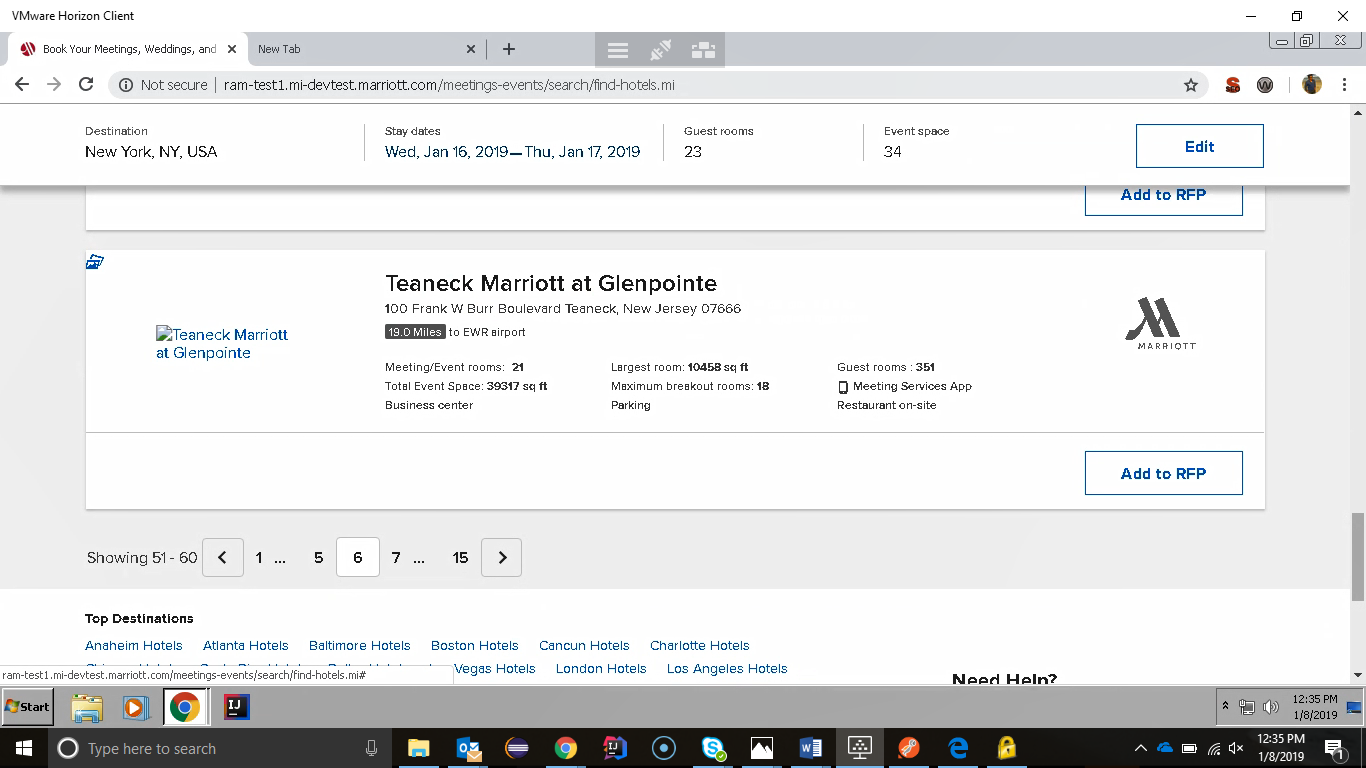 VMware Horizon Client
Book Your Meetings, Weddings, and
New Tab
Not secure | ram-test1.mi-devtest.marriott.com/meetings-events/search/find-hotels.mi
Destination
New York, NY, USA
Stay dates
Wed, Jan 16, 2019—Thu, Jan 17, 2019
Guest rooms
23
Event space
34
Edit
Add to RFP
Teaneck Marriott at Glenpointe
100 Frank W Burr Boulevard Teaneck, New Jersey 07666
19.0 Miles to EWR airport
Teaneck Marriott
at Glenpointe
MARRIOTT
Meeting/Event rooms: 21
Largest room: 10458 sq ft
Guest rooms : 351
Total Event Space: 39317 sq ft
Maximum breakout rooms: 18
Meeting Services App
Business center
Parking
Restaurant on-site
Add to RFP
Showing 51 - 60 < 1 ... 5 6 7 ... 15 >
Top Destinations
Anaheim Hotels Atlanta Hotels Baltimore Hotels Boston Hotels Cancun Hotels Charlotte Hotels
Vegas Hotels London Hotels Los Angeles Hotels
Need Help?
ram-test1.mi-devtest.marriott.com/meetings-events/search/find-hotels.mi#
Start
12:35 PM
1/8/2019
Type here to search
12:35 PM
1/8/2019
1